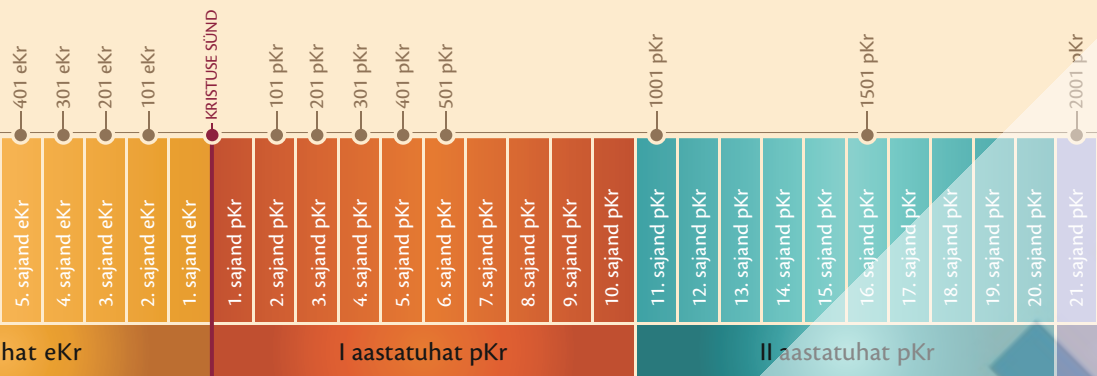 401 eKr
301 eKr
201 eKr
101 eKr
KRISTUSE SÜND
101 pKr
201 pKr
301 pKr
401 pKr
501 pKr
1001 pKr
1501 pKr
2001 pKr
5. sajand eKr
4. sajand eKr
3. sajand eKr
2. sajand eKr
1. sajand eKr
1. sajand pKr
2. sajand pKr
3. sajand pKr
4. sajand pKr
5. sajand pKr
6. sajand pKr
7. sajand pKr
8. sajand pKr
9. sajand pKr
10. sajand pKr
11. sajand pKr
12. sajand pKr
13. sajand pKr
14. sajand pKr
15. sajand pKr
16. sajand pKr
17. sajand pKr
18. sajand pKr
19. sajand pKr
20. sajand pKr
21. sajand pKr
hat eKr
I aastatuhat pKr
II aastatuhat pKr